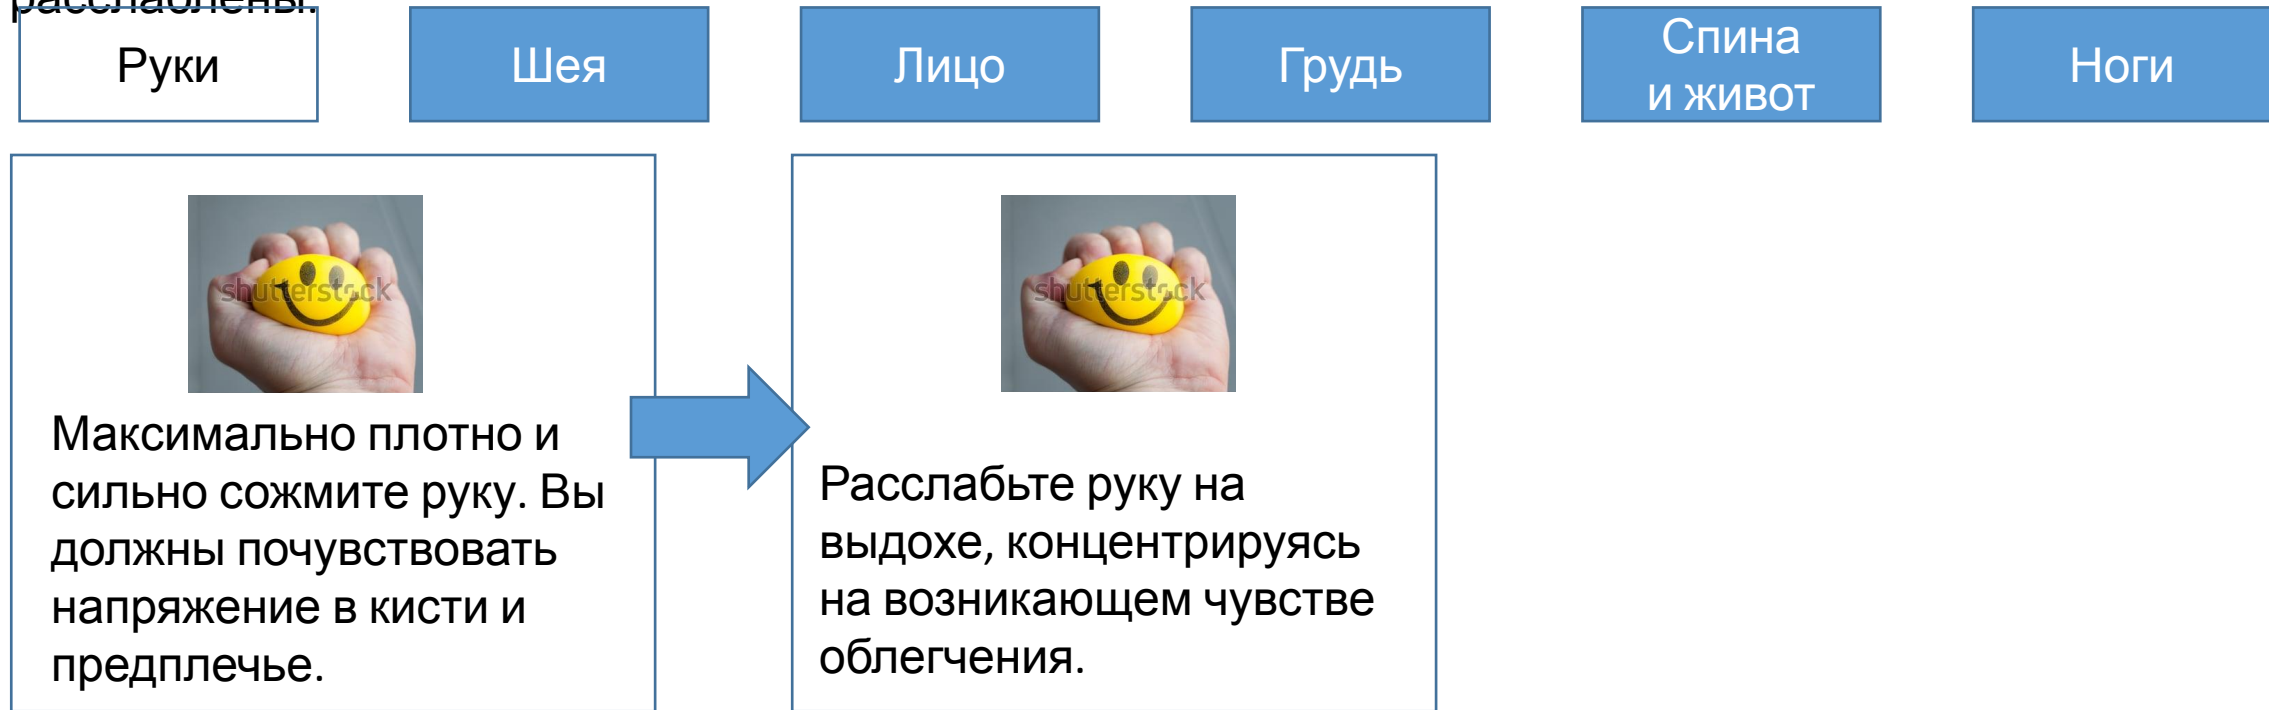 расслаблены.
Руки
Шея
Лицо
Грудь
Спина
и живот
Ноги
shutterstock
shutterstock
Максимально плотно и
сильно сожмите руку. Вы
должны почувствовать
напряжение в кисти и
предплечье.
Расслабьте руку на
выдохе, концентрируясь
на возникающем чувстве
облегчения.